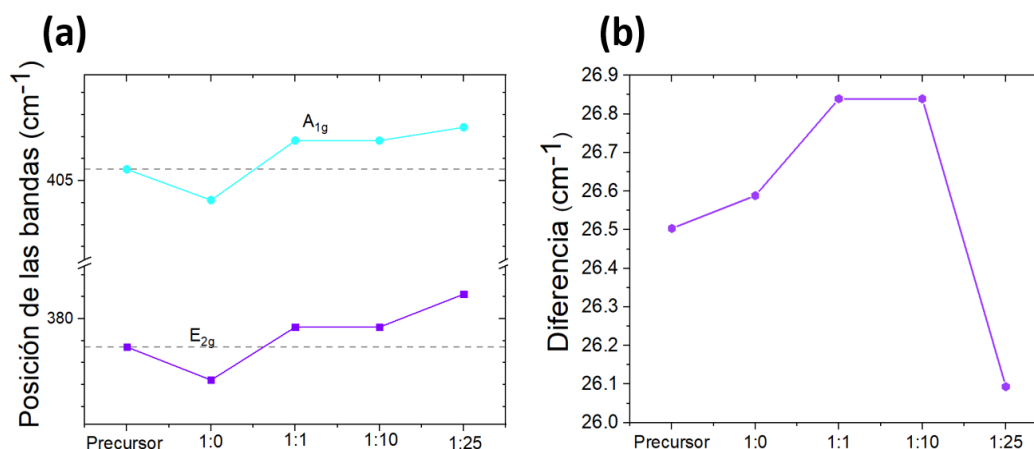 (a)
Posición de las bandas (cm⁻¹)
A₁g
405
380
E₂g
Precursor 1:0 1:1 1:10 1:25
(b)
Diferencia (cm⁻¹)
26.9
26.8
26.7
26.6
26.5
26.4
26.3
26.2
26.1
26.0
Precursor 1:0 1:1 1:10 1:25